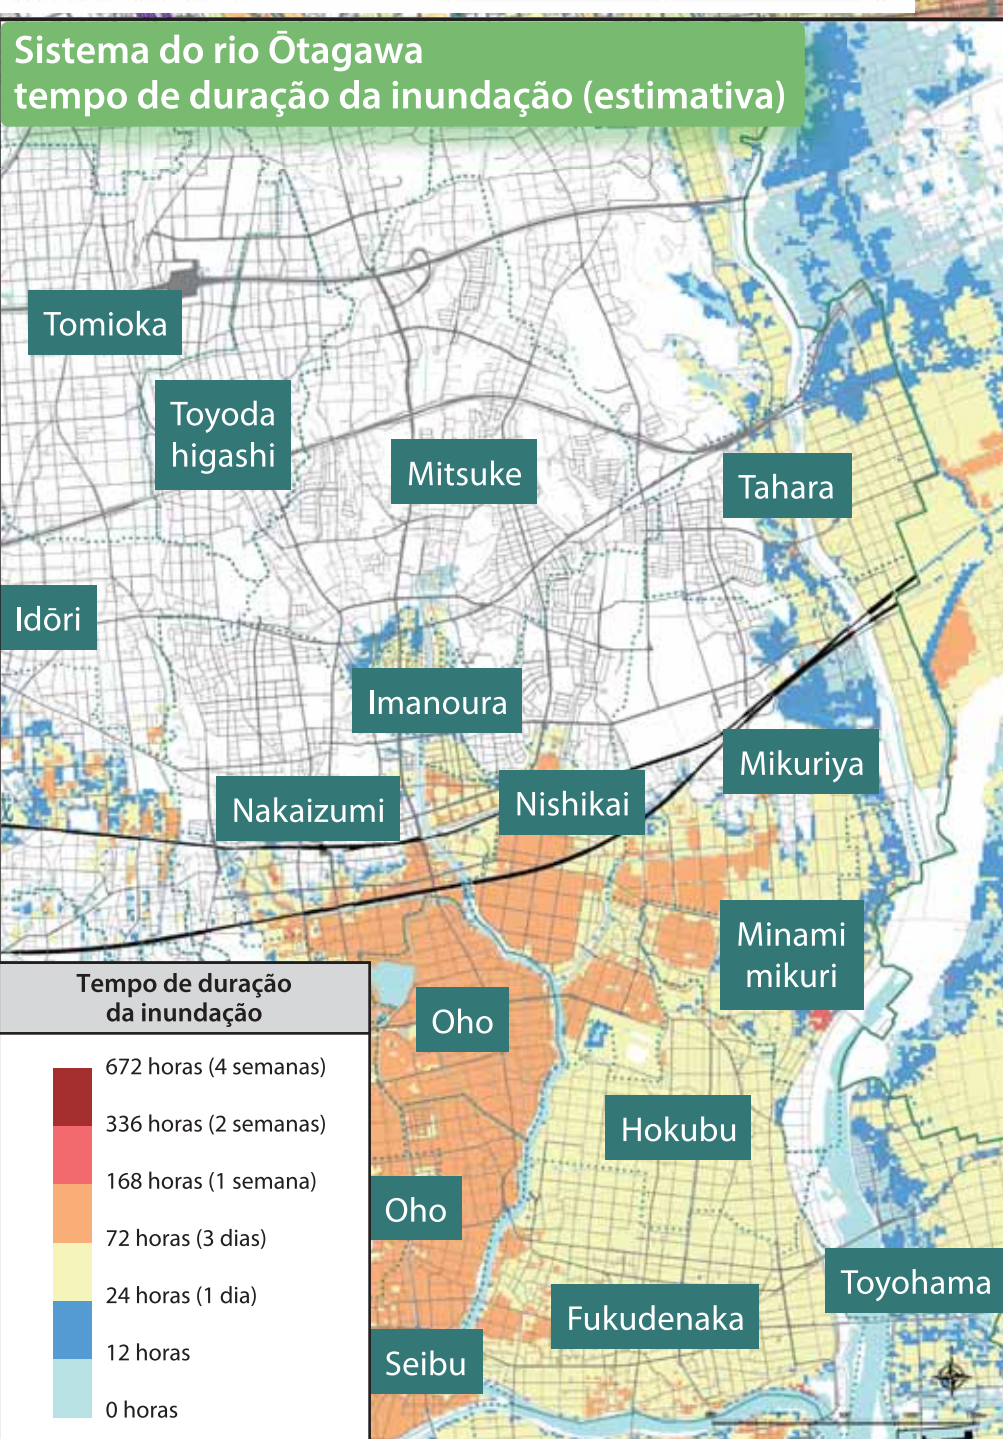 Sistema do rio Ōtagawa
tempo de duração da inundação (estimativa)
Tomioka
Toyoda
higashi
Mitsuke
Tahara
Idōri
Imanoura
Mikuriya
Nakaizumi
Nishikai
Minami
mikuri
Tempo de duração
da inundação
Oho
672 horas (4 semanas)
336 horas (2 semanas)
Hokubu
168 horas (1 semana)
Oho
72 horas (3 dias)
24 horas (1 dia)
Toyohama
Fukudenaka
12 horas
Seibu
0 horas